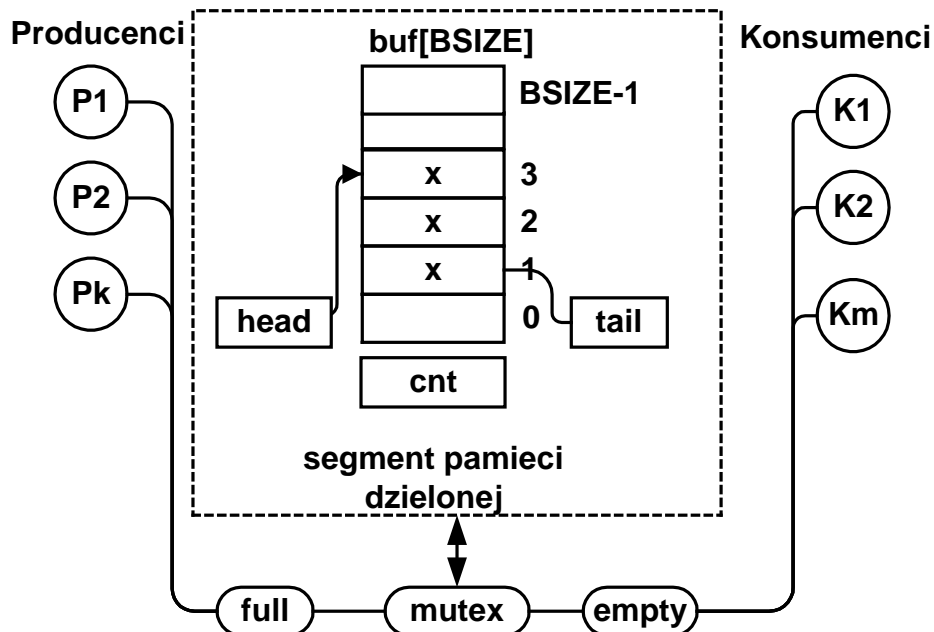 Producenci
buf[BSIZE]
Konsumenci
BSIZE-1
P1
K1
x 3
P2
x 2
K2
x 1
Pk
head
0
tail
Km
cnt
segment pamieci
dzielonej
full
mutex
empty